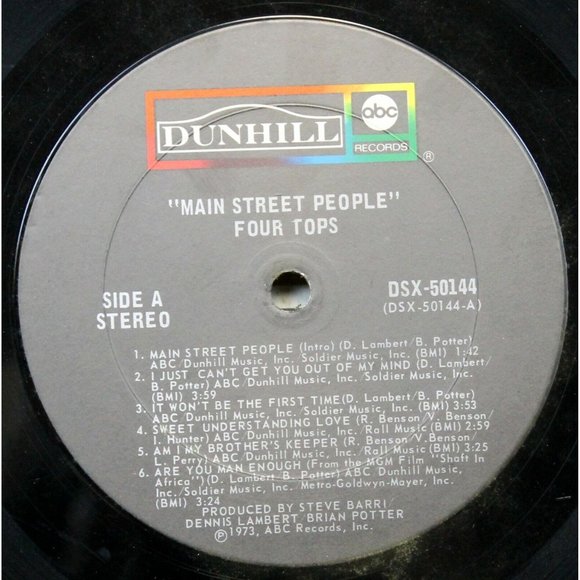 DUNHILL
abc
RECORDS
®
"MAIN STREET PEOPLE"
FOUR TOPS
SIDE A
STEREO
DSX-50144
(DSX-50144-A)
1. MAIN STREET PEOPLE (Intro) (D. Lambert/B. Potter)
ABC/Dunhill Music, Inc./Soldier Music, Inc. (BMI) 1:42
2. I JUST CAN'T GET YOU OUT OF MY MIND (D. Lambert/
B. Potter) ABC/Dunhill Music, Inc./Soldier Music, Inc.
(BMI) 3:59
3. IT WON'T BE THE FIRST TIME(D. Lambert/B. Potter)
ABC/Dunhill Music, Inc./Soldier Music, Inc. (BMI) 3:53
4. SWEET UNDERSTANDING LOVE (R. Benson/V. Benson/
I. Hunter) ABC Dunhill Music, Inc./Rall Music (BMI) 2:59
5. AM I MY BROTHER'S KEEPER (R. Benson/V.Benson/
L. Perry) ABC/Dunhill Music, Inc./Rall Music (BMI) 3:25
6. ARE YOU MAN ENOUGH (From the MGM Film "Shaft In
Africa") (D. Lambert B. Potter) ABC Dunhill Music,
Inc./Soldier Music, Inc. Metro-Goldwyn-Mayer, Inc.
(BMI) 3:24
PRODUCED BY STEVE BARRI
DENNIS LAMBERT, BRIAN POTTER
℗1973, ABC Records, Inc.